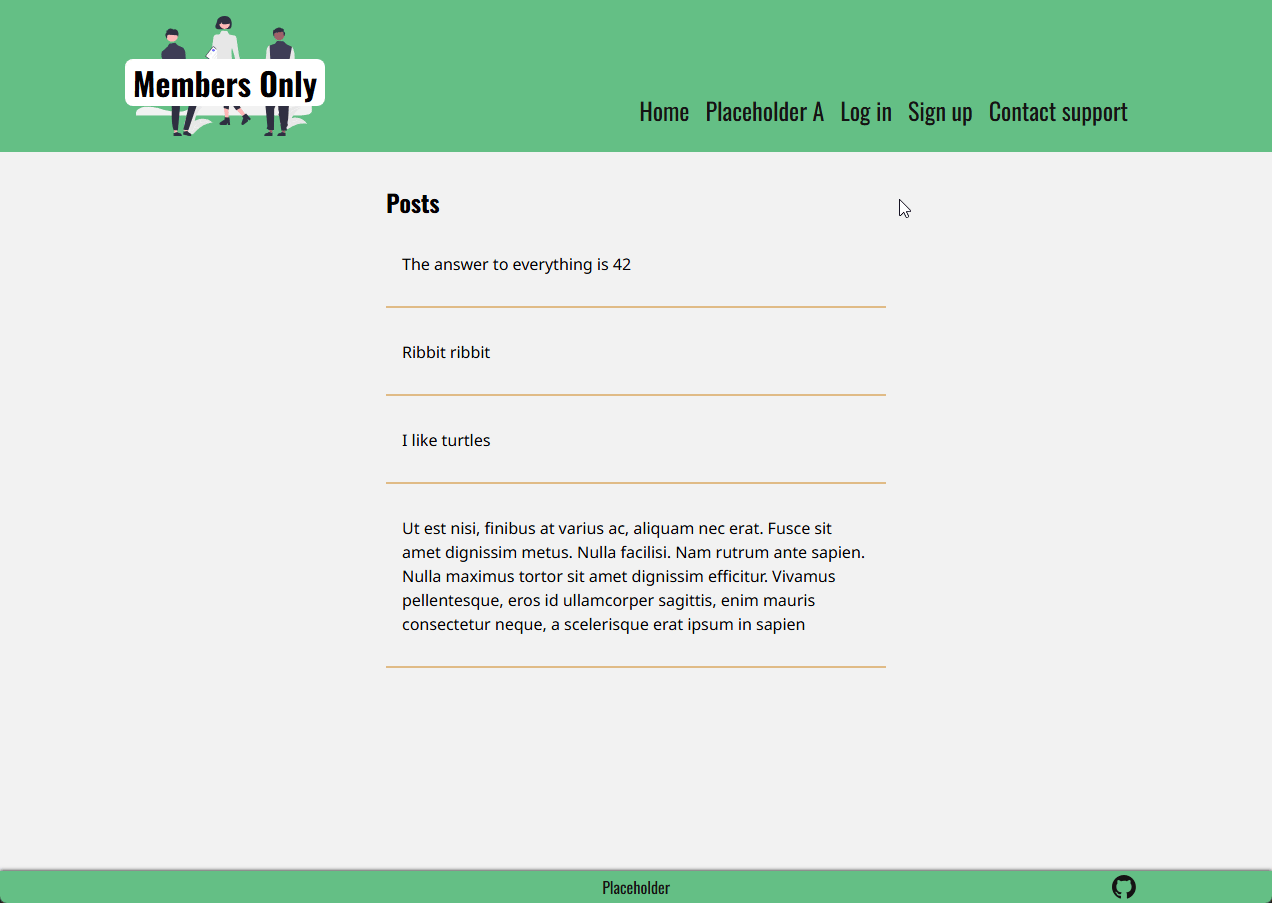 Members Only
Home Placeholder A Log in Sign up Contact support
Posts
The answer to everything is 42
Ribbit ribbit
I like turtles
Ut est nisi, finibus at varius ac, aliquam nec erat. Fusce sit
amet dignissim metus. Nulla facilisi. Nam rutrum ante sapien.
Nulla maximus tortor sit amet dignissim efficitur. Vivamus
pellentesque, eros id ullamcorper sagittis, enim mauris
consectetur neque, a scelerisque erat ipsum in sapien
Placeholder